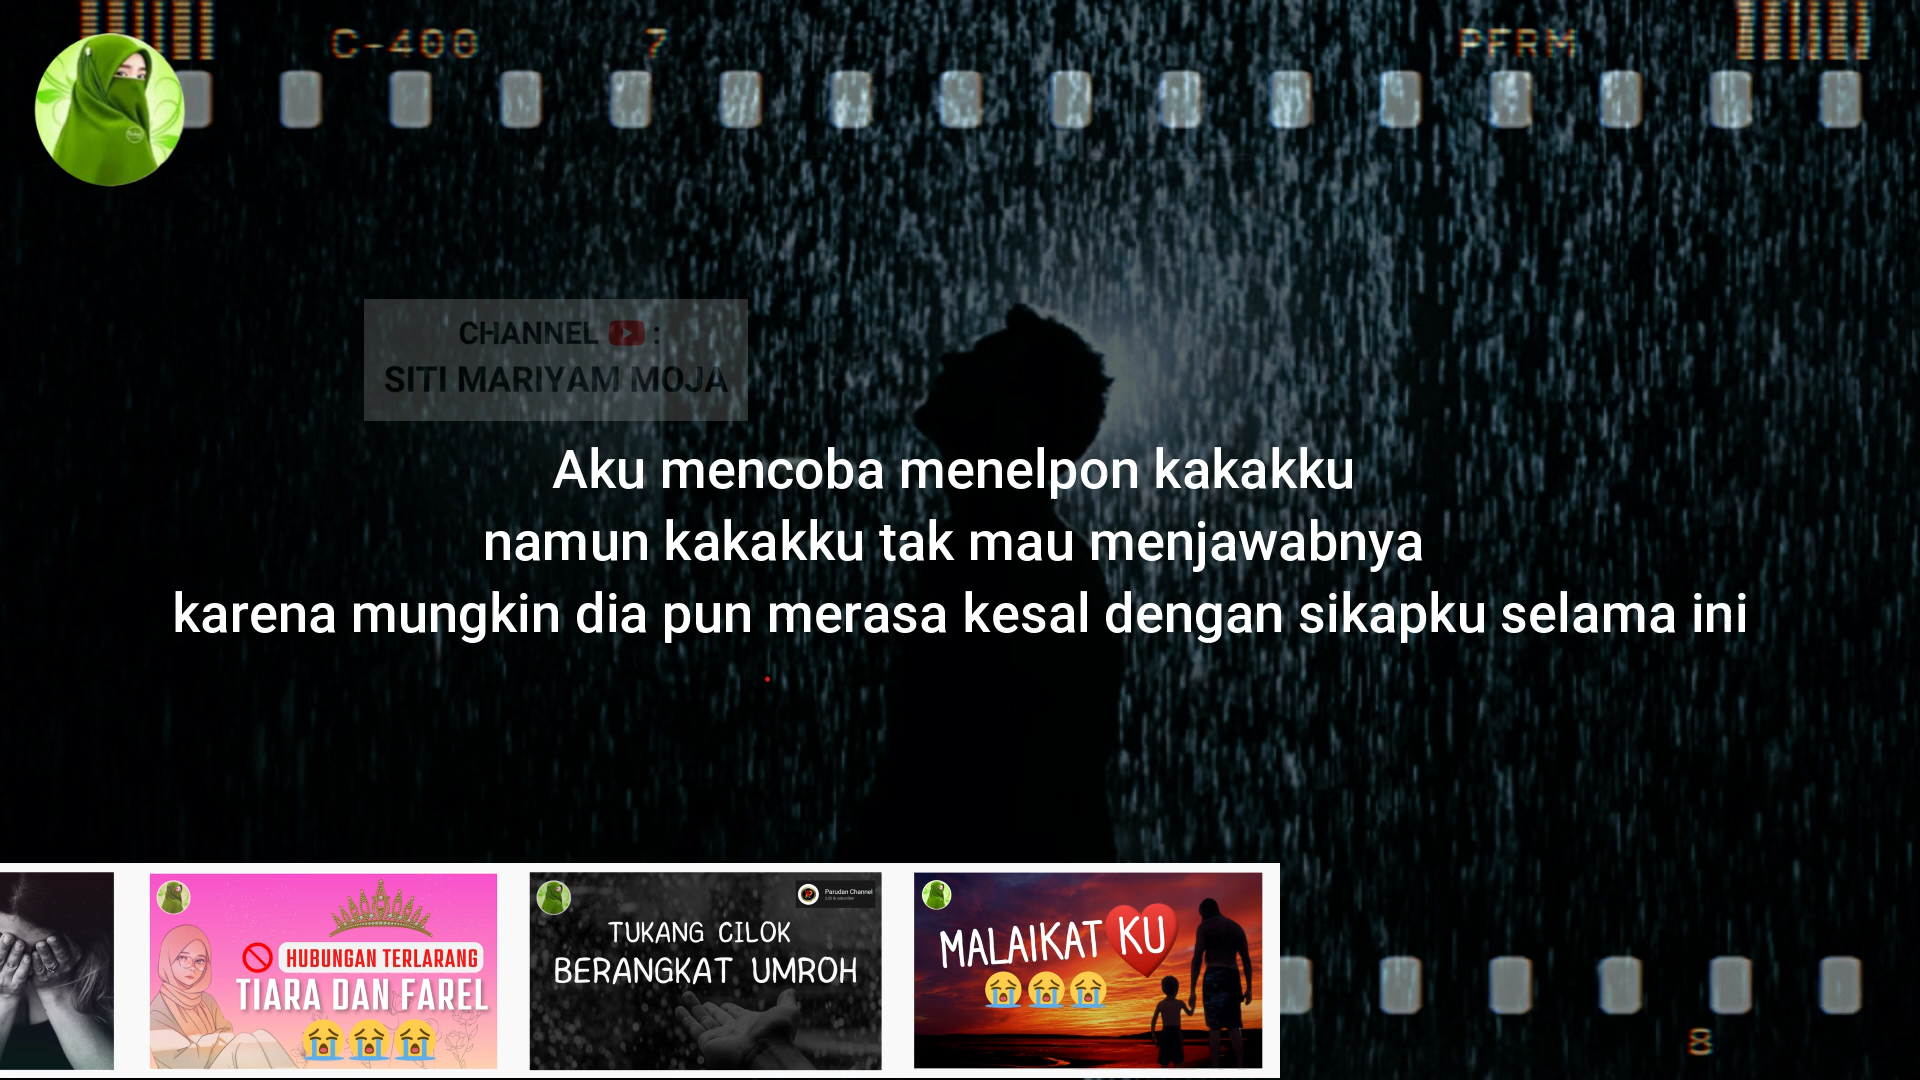 C-400 7 PFRM
CHANNEL :
SITI MARIYAM MOJA
Aku mencoba menelpon kakakku
namun kakakku tak mau menjawabnya
karena mungkin dia pun merasa kesal dengan sikapku selama ini
HUBUNGAN TERLARANG
TIARA DAN FAREL
Parudan Channel
TUKANG CILOK
BERANGKAT UMROH
MALAIKAT KU
8